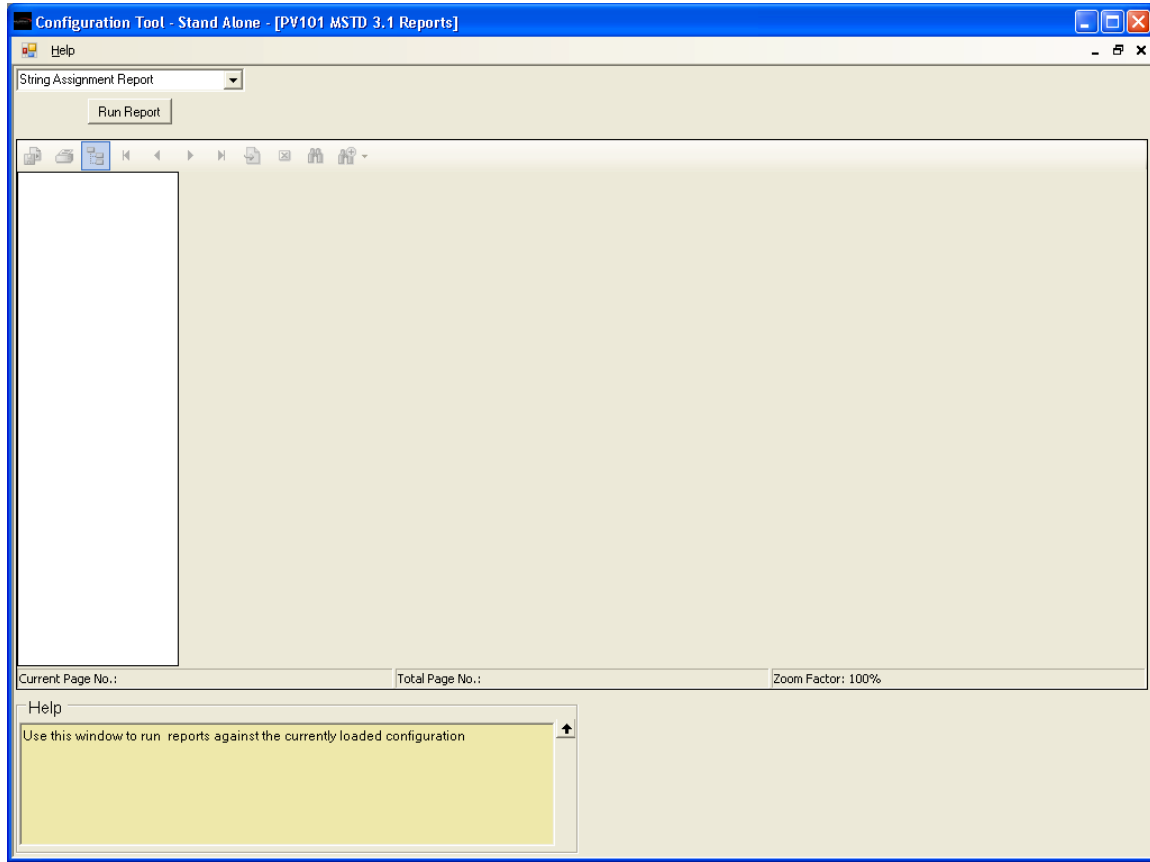 Configuration Tool - Stand Alone - [PV101 MSTD 3.1 Reports]
Help
String Assignment Report
Run Report
Current Page No.: Total Page No.: Zoom Factor: 100%
Help
Use this window to run  reports against the currently loaded configuration